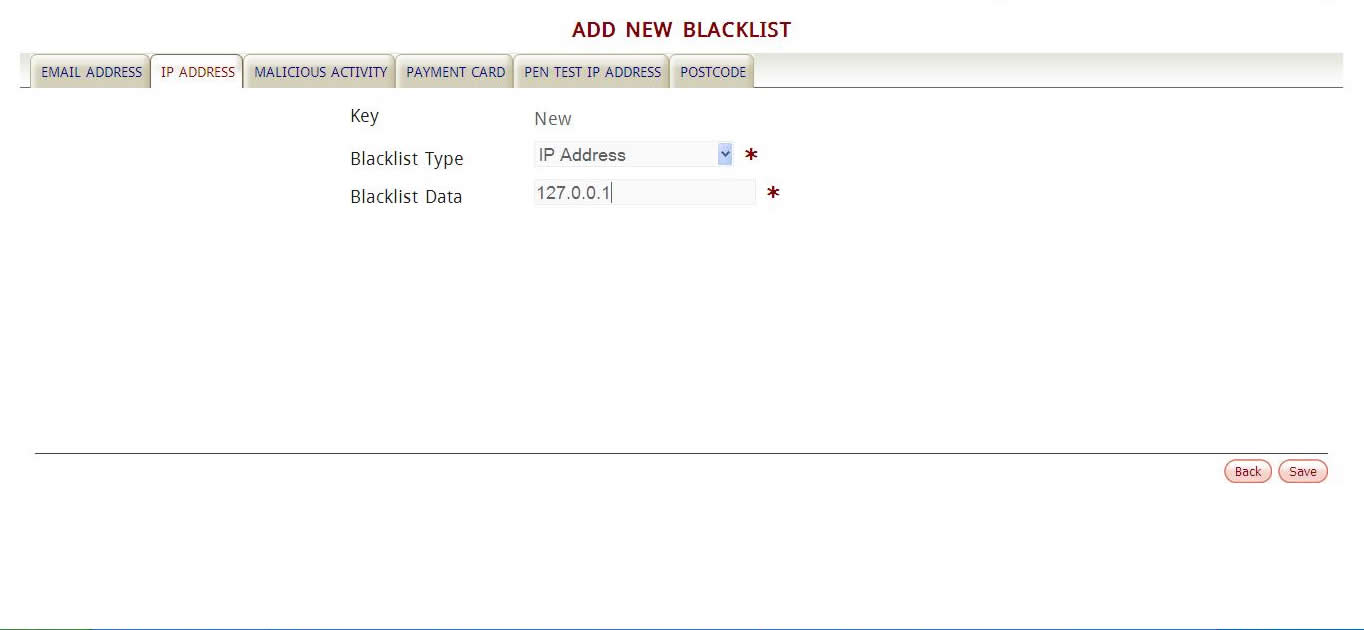 ADD NEW BLACKLIST
EMAIL ADDRESS IP ADDRESS MALICIOUS ACTIVITY PAYMENT CARD PEN TEST IP ADDRESS POSTCODE
Key New
Blacklist Type IP Address *
Blacklist Data 127.0.0.1 *
Back Save